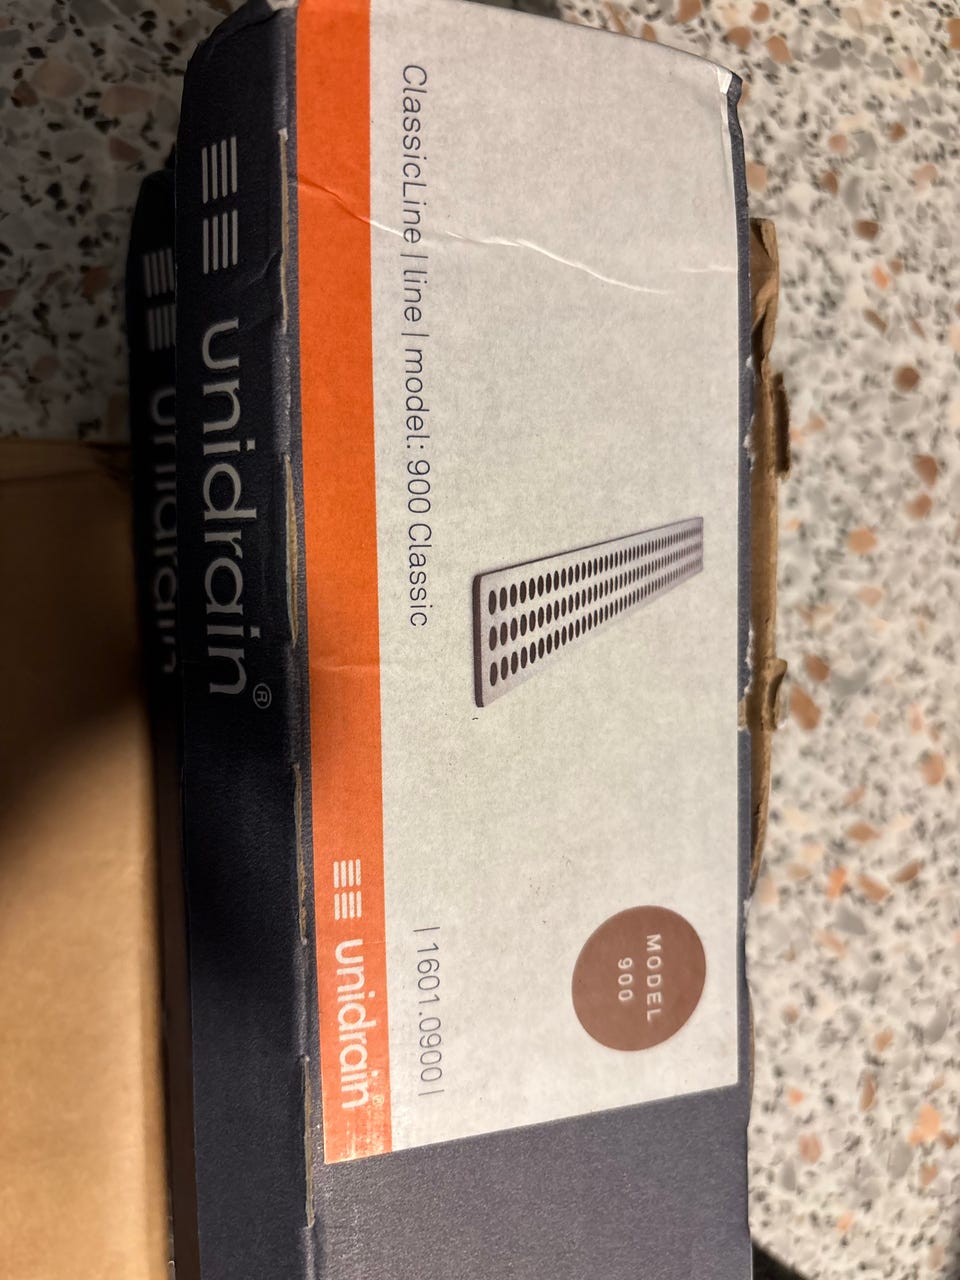 unidrain®
unidrain
ClassicLine | line | model: 900 Classic
| 1601.0900 |
MODEL
900
unidrain®